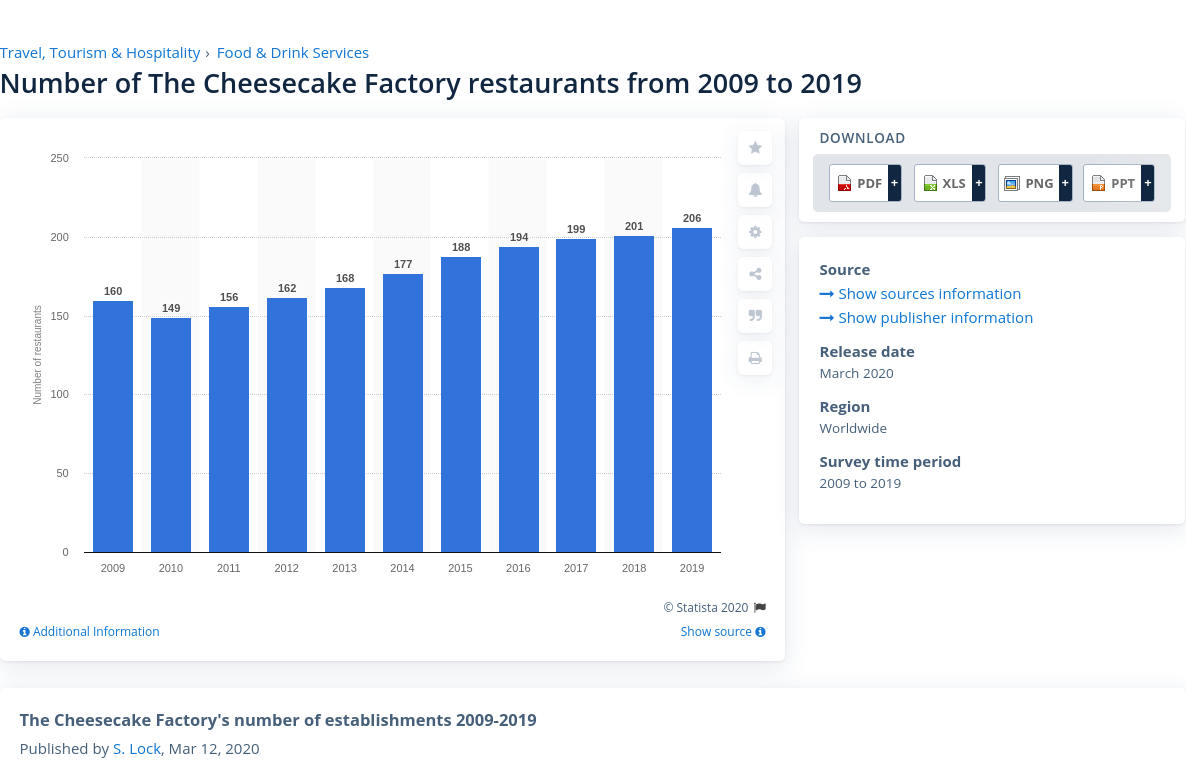 Travel, Tourism & Hospitality › Food & Drink Services
Number of The Cheesecake Factory restaurants from 2009 to 2019
250
200
150
100
50
0
Number of restaurants
160
149
156
162
168
177
188
194
199
201
206
2009 2010 2011 2012 2013 2014 2015 2016 2017 2018 2019
© Statista 2020
Additional Information
Show source
DOWNLOAD
PDF + XLS + PNG + PPT +
Source
Show sources information
Show publisher information
Release date
March 2020
Region
Worldwide
Survey time period
2009 to 2019
The Cheesecake Factory's number of establishments 2009-2019
Published by S. Lock, Mar 12, 2020